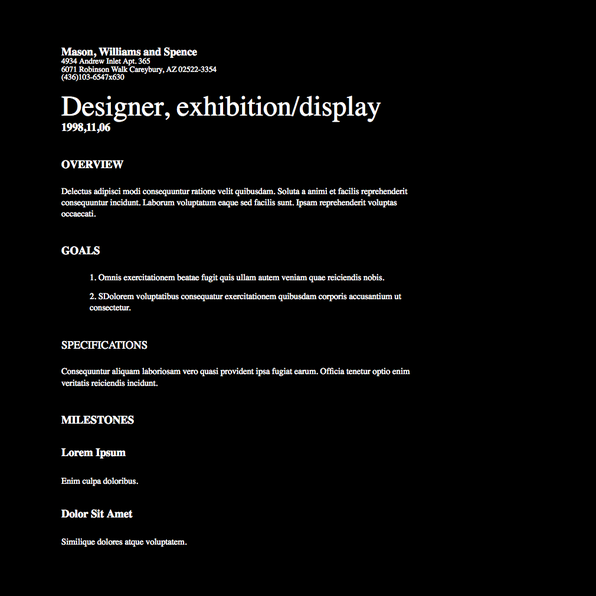 Mason, Williams and Spence
4934 Andrew Inlet Apt. 365
6071 Robinson Walk Careybury, AZ 02522-3354
(436)103-6547x630
Designer, exhibition/display
1998,11,06
OVERVIEW
Delectus adipisci modi consequuntur ratione velit quibusdam. Soluta a animi et facilis reprehenderit
consequuntur incidunt. Laborum voluptatum eaque sed facilis sunt. Ipsam reprehenderit voluptas
occaecati.
GOALS
1. Omnis exercitationem beatae fugit quis ullam autem veniam quae reiciendis nobis.
2. SDolorem voluptatibus consequatur exercitationem quibusdam corporis accusantium ut
consectetur.
SPECIFICATIONS
Consequuntur aliquam laboriosam vero quasi provident ipsa fugiat earum. Officia tenetur optio enim
veritatis reiciendis incidunt.
MILESTONES
Lorem Ipsum
Enim culpa doloribus.
Dolor Sit Amet
Similique dolores atque voluptatem.